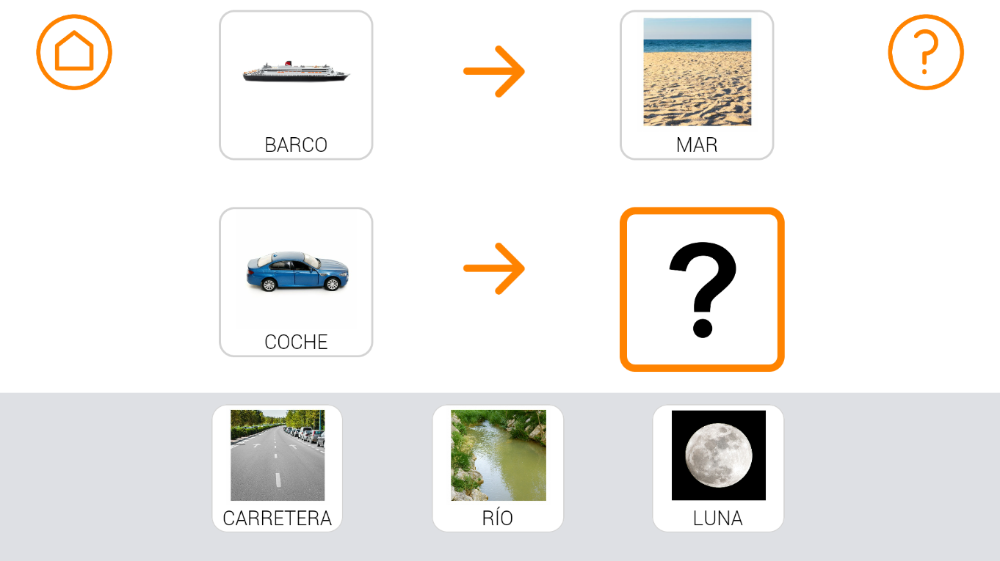 BARCO
MAR
COCHE
?
CARRETERA
RÍO
LUNA